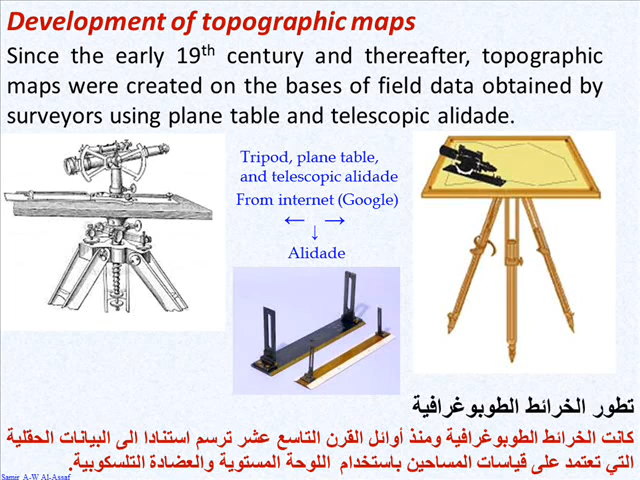 Development of topographic maps
Since the early 19th century and thereafter, topographic
maps were created on the bases of field data obtained by
surveyors using plane table and telescopic alidade.
Tripod, plane table,
and telescopic alidade
From internet (Google)
← →
↓
Alidade
تطور الخرائط الطوبوغرافية
كانت الخرائط الطوبوغرافية ومنذ أوائل القرن التاسع عشر ترسم استنادا الى البيانات الحقلية
التي تعتمد على قياسات المساحين باستخدام اللوحة المستوية والعضادة التلسكوبية.
Samir A-W Al-Assaf